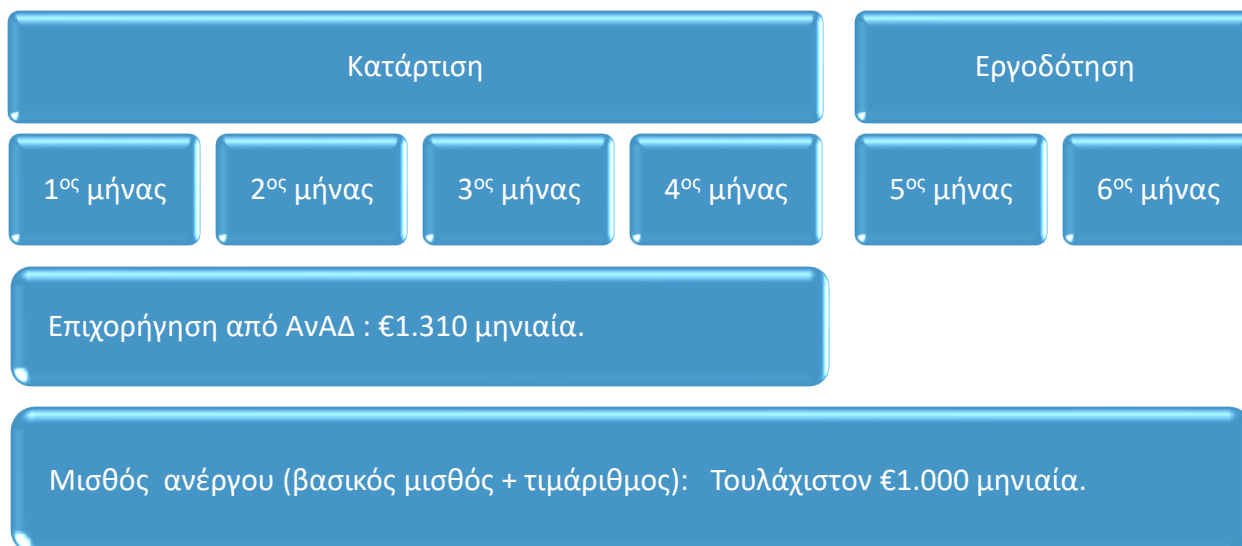 Κατάρτιση
Εργοδότηση
1ος μήνας
2ος μήνας
3ος μήνας
4ος μήνας
5ος μήνας
6ος μήνας
Επιχορήγηση από ΑνΑΔ : €1.310 μηνιαία.
Μισθός ανέργου (βασικός μισθός + τιμάριθμος): Τουλάχιστον €1.000 μηνιαία.